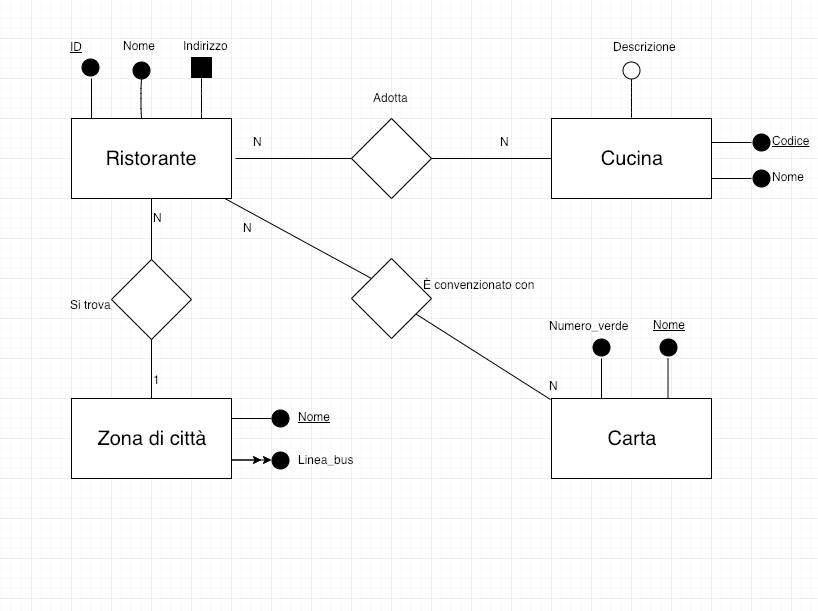 ID
Nome
Indirizzo
Descrizione
Adotta
Ristorante
N
N
Cucina
Codice
Nome
N
N
Si trova
È convenzionato con
Numero_verde
Nome
1
N
Zona di città
Nome
Linea_bus
Carta